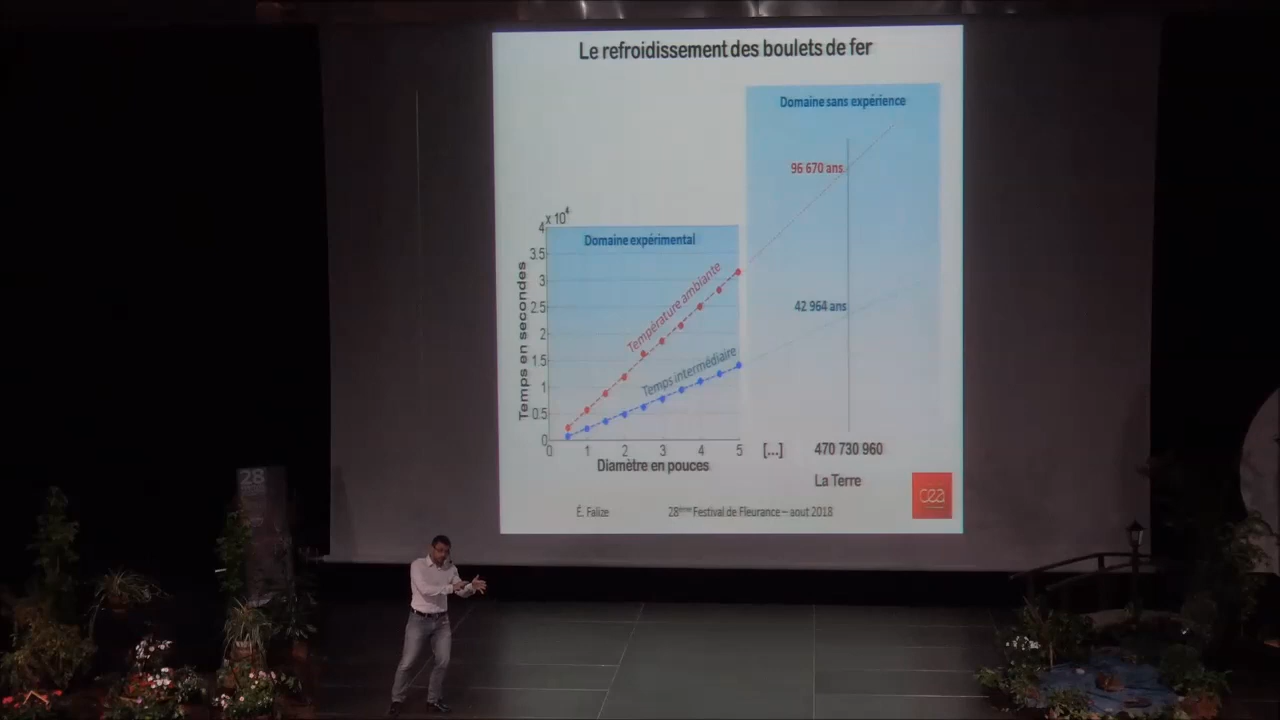 Le refroidissement des boulets de fer
Domaine sans expérience
96 670 ans
x 10⁴
4
Domaine expérimental
3.5
3
2.5
2
1.5
1
0.5
0
Temps en secondes
Température ambiante
Temps intermédiaire
42 964 ans
0 1 2 3 4 5 [...] 470 730 960
Diamètre en pouces
La Terre
cea
É. Falize
28ème Festival de Fleurance – aout 2018
28